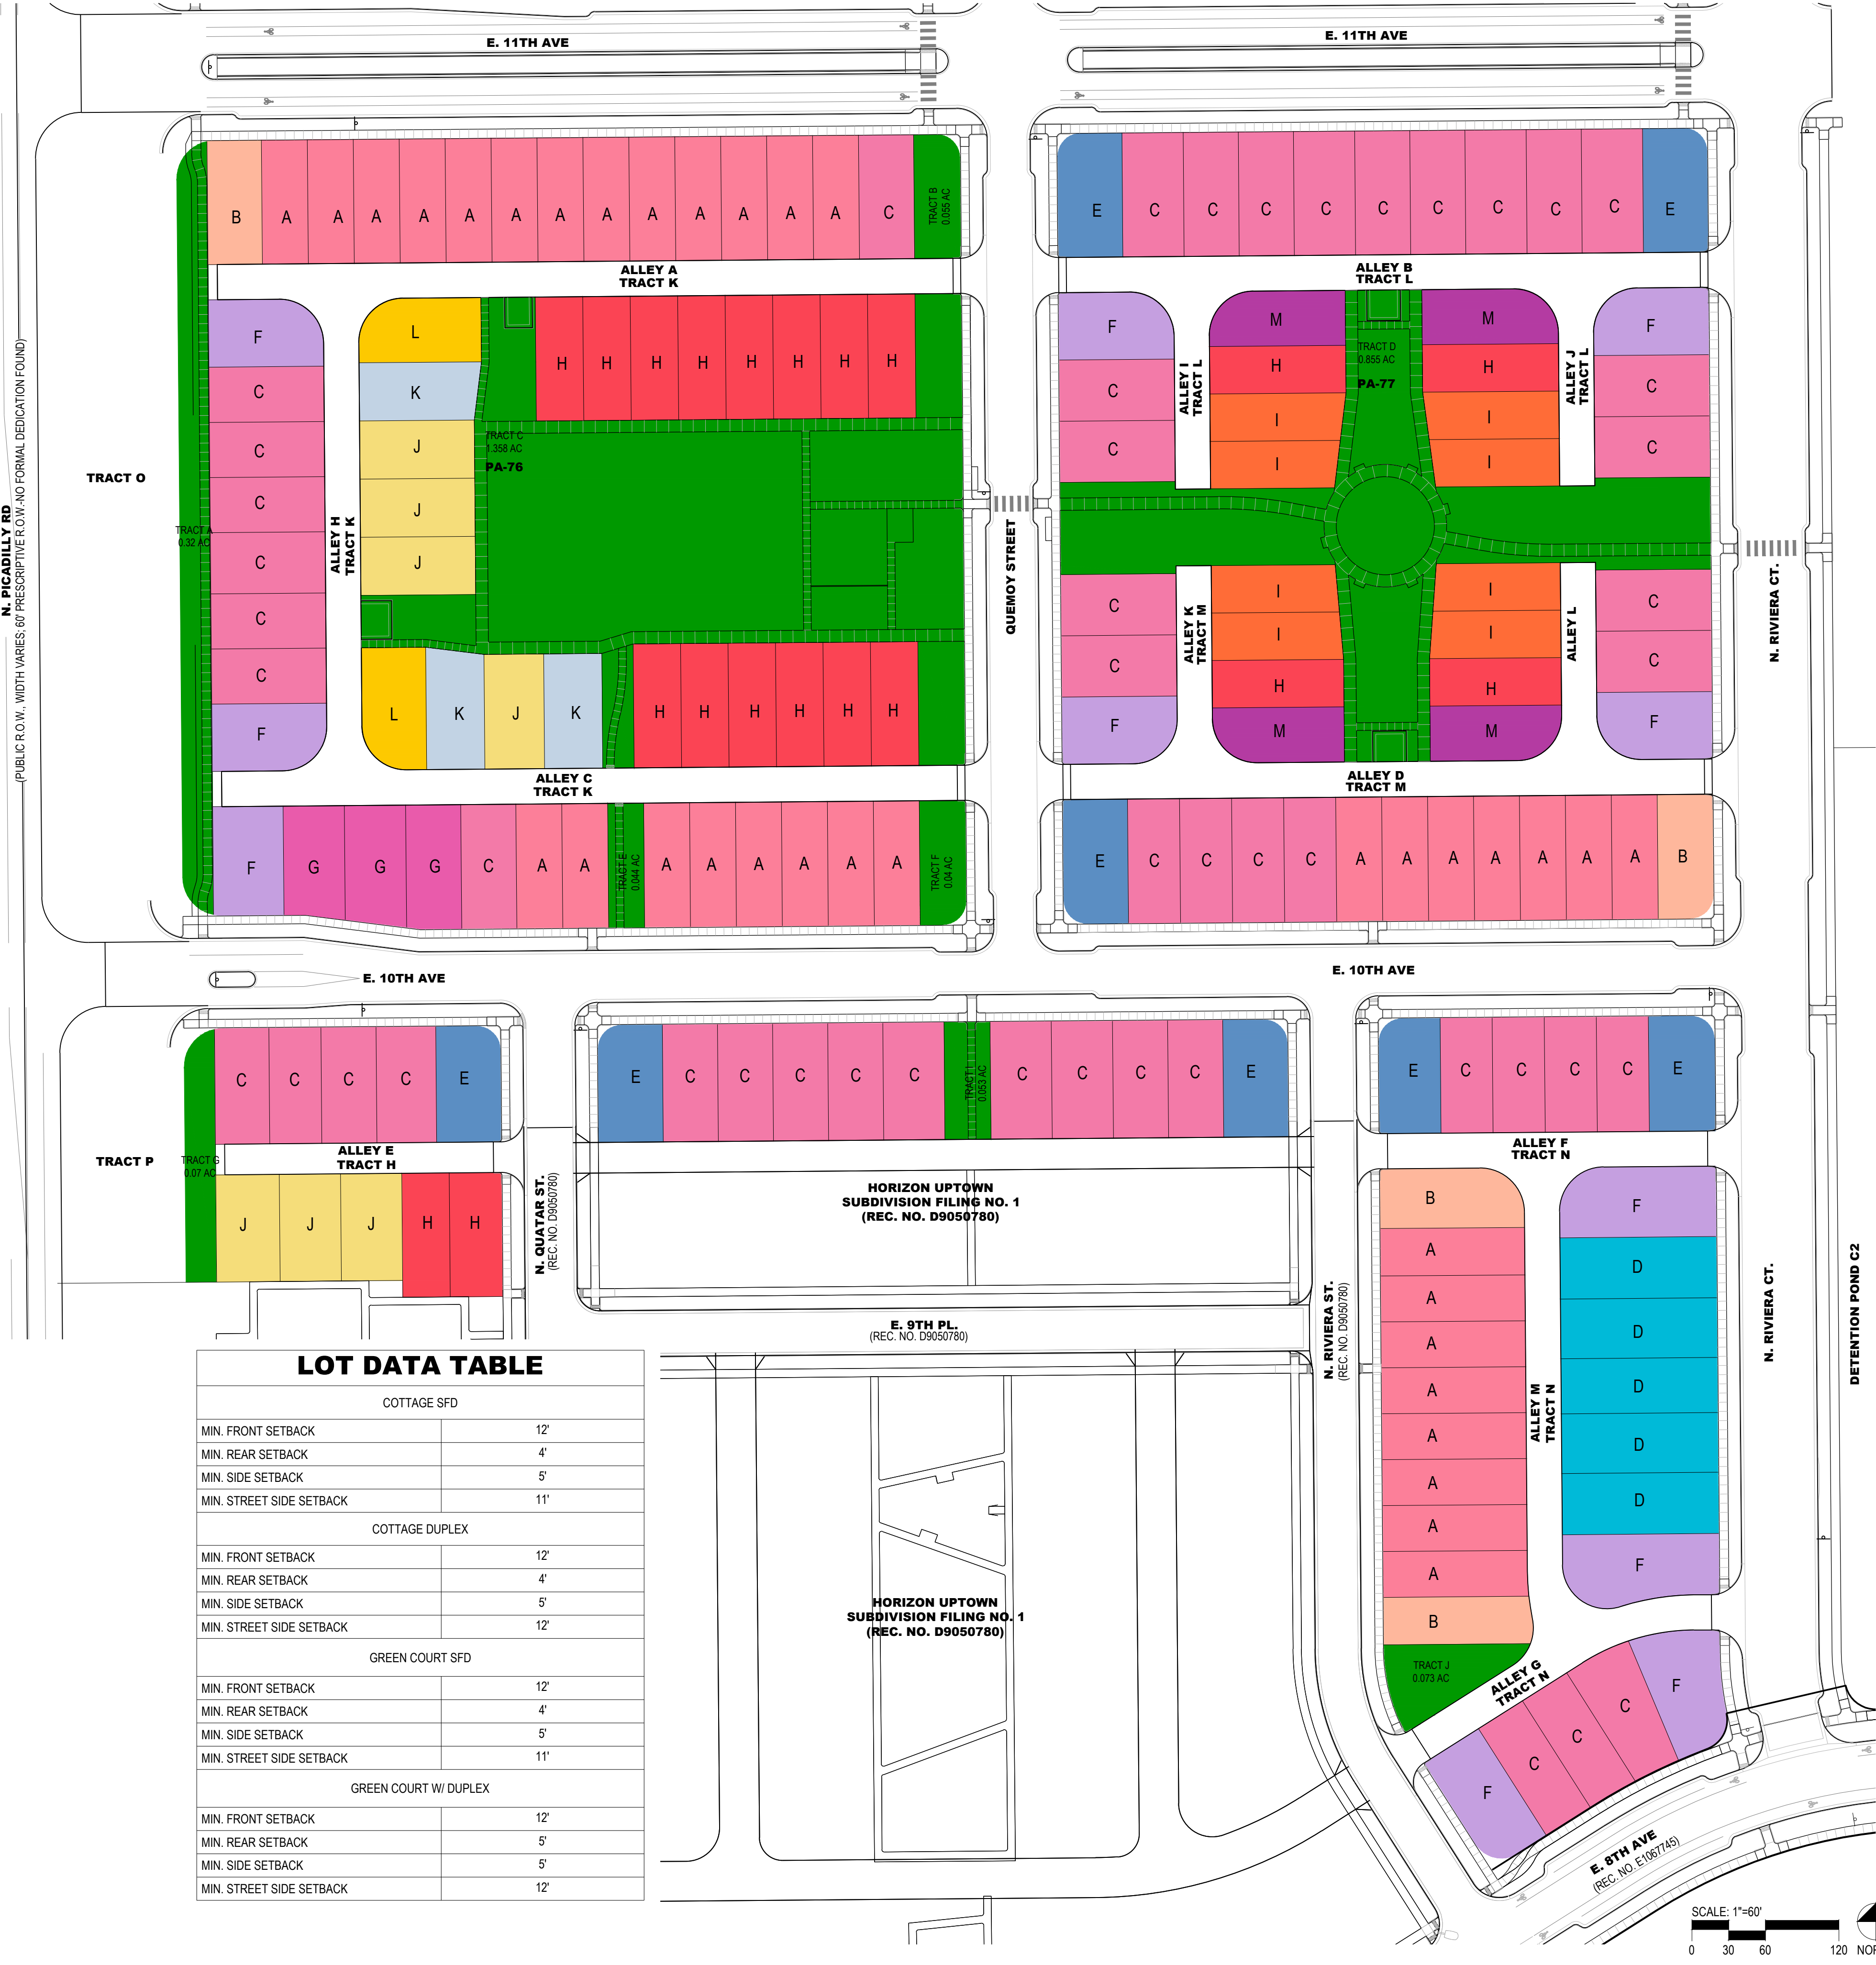 E. 11TH AVE
E. 11TH AVE
B A A A A A A A A A A A A A C
TRACT B
0.055 AC
E C C C C C C C C C E
ALLEY A
TRACT K
ALLEY B
TRACT L
N. PICADILLY RD
(PUBLIC R.O.W., WIDTH VARIES; 60' PRESCRIPTIVE R.O.W.-NO FORMAL DEDICATION FOUND)
TRACT O
TRACT A
0.32 AC
F
C
C
C
C
C
C
F
ALLEY H
TRACT K
L
K
J
J
J
H H H H H H H H
TRACT C
1.358 AC
PA-76
L K J K
H H H H H H
QUEMOY STREET
F
C
C
C
C
F
ALLEY I
TRACT L
ALLEY K
TRACT M
M
H
I
I
I
I
H
M
TRACT D
0.855 AC
PA-77
M
H
I
I
I
I
H
M
ALLEY J
TRACT L
ALLEY L
F
C
C
C
C
F
N. RIVIERA CT.
ALLEY C
TRACT K
ALLEY D
TRACT M
F G G G C A A
TRACT E
0.044 AC
A A A A A A
TRACT F
0.04 AC
E C C C C A A A A A A A B
E. 10TH AVE
E. 10TH AVE
C C C C E
E C C C C C
TRACT I
0.053 AC
C C C C E
E C C C C E
TRACT P
TRACT G
0.07 AC
ALLEY E
TRACT H
J J J H H
N. QUATAR ST.
(REC. NO. D9050780)
HORIZON UPTOWN
SUBDIVISION FILING NO. 1
(REC. NO. D9050780)
E. 9TH PL.
(REC. NO. D9050780)
N. RIVIERA ST.
(REC. NO. D9050780)
ALLEY F
TRACT N
B
A
A
A
A
A
A
A
A
B
TRACT J
0.073 AC
ALLEY M
TRACT N
F
D
D
D
D
D
F
N. RIVIERA CT.
DETENTION POND C2
ALLEY G
TRACT N
F C C C F
E. 8TH AVE
(REC. NO. E1067745)
HORIZON UPTOWN
SUBDIVISION FILING NO. 1
(REC. NO. D9050780)
LOT DATA TABLE
COTTAGE SFD
MIN. FRONT SETBACK 12'
MIN. REAR SETBACK 4'
MIN. SIDE SETBACK 5'
MIN. STREET SIDE SETBACK 11'
COTTAGE DUPLEX
MIN. FRONT SETBACK 12'
MIN. REAR SETBACK 4'
MIN. SIDE SETBACK 5'
MIN. STREET SIDE SETBACK 12'
GREEN COURT SFD
MIN. FRONT SETBACK 12'
MIN. REAR SETBACK 4'
MIN. SIDE SETBACK 5'
MIN. STREET SIDE SETBACK 11'
GREEN COURT W/ DUPLEX
MIN. FRONT SETBACK 12'
MIN. REAR SETBACK 5'
MIN. SIDE SETBACK 5'
MIN. STREET SIDE SETBACK 12'
SCALE: 1"=60'
0 30 60 120